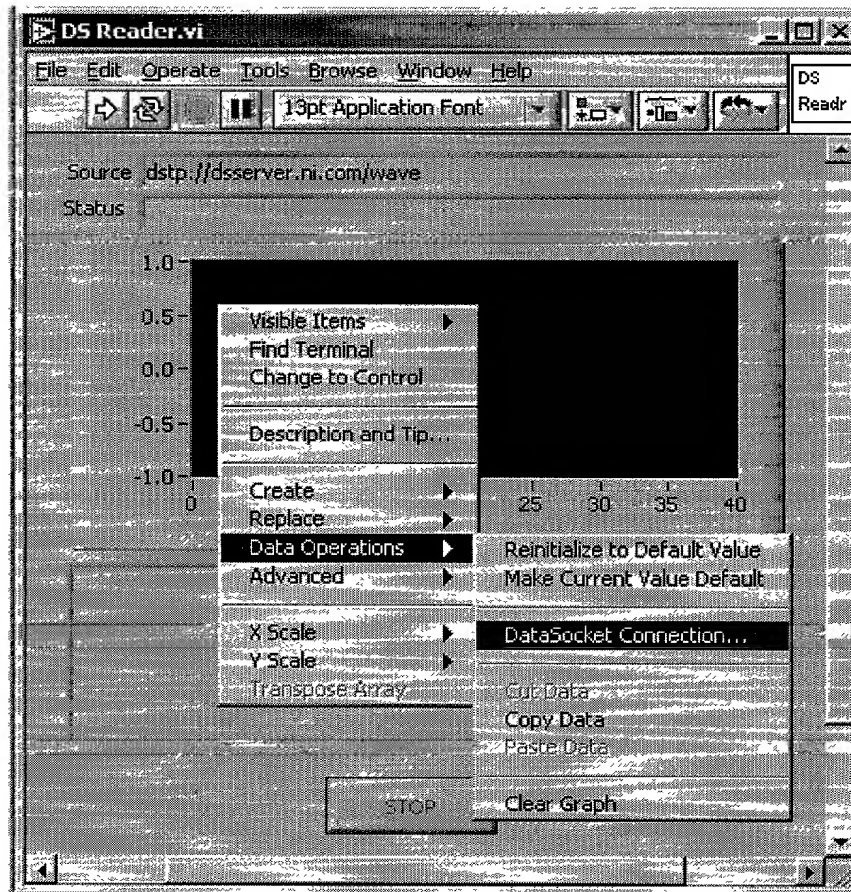 DS Reader.vi
File Edit Operate Tools Browse Window Help
DS
Readr
13pt Application Font
Source dstp://dsserver.ni.com/wave
Status
1.0
0.5
0.0
-0.5
-1.0
0 25 30 35 40
Visible Items
Find Terminal
Change to Control
Description and Tip...
Create
Replace
Data Operations
Advanced
X Scale
Y Scale
Transpose Array
Reinitialize to Default Value
Make Current Value Default
DataSocket Connection...
Cut Data
Copy Data
Paste Data
Clear Graph
STOP